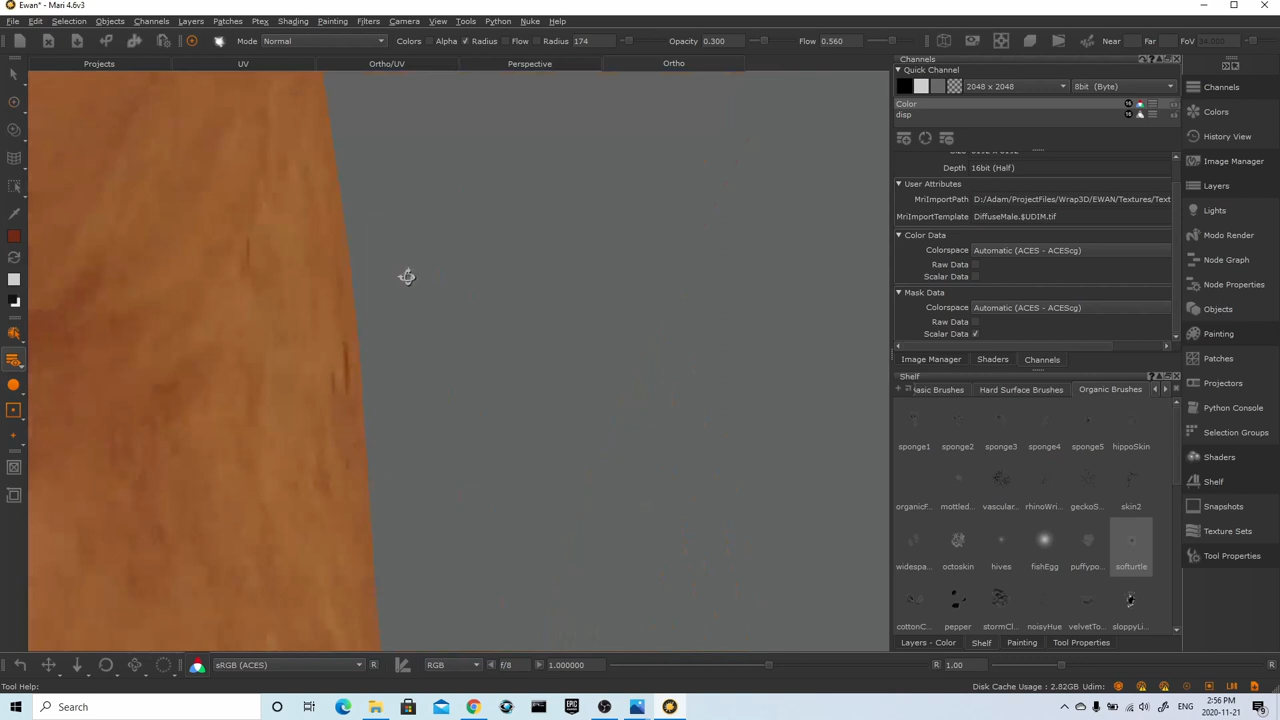 Ewan* - Mari 4.6v3
File Edit Selection Objects Channels Layers Patches Ptex Shading Painting Filters Camera View Tools Python Nuke Help
Mode Normal Colors Alpha Radius Flow Radius 174 Opacity 0.300 Flow 0.560 Near Far FoV 24.000
Projects UV Ortho/UV Perspective Ortho
Channels
Quick Channel
2048 x 2048 8bit (Byte)
Color
disp
Depth 16bit (Half)
User Attributes
MriImportPath D:/Adam/ProjectFiles/Wrap3D/EWAN/Textures/Text
MriImportTemplate DiffuseMale.$UDIM.tif
Color Data
Colorspace Automatic (ACES - ACEScg)
Raw Data
Scalar Data
Mask Data
Colorspace Automatic (ACES - ACEScg)
Raw Data
Scalar Data
Image Manager Shaders Channels
Shelf
asic Brushes Hard Surface Brushes Organic Brushes
sponge1 sponge2 sponge3 sponge4 sponge5 hippoSkin
organicF... mottled... vascular... rhinoWri... geckoS... skin2
widespa... octoskin hives fishEgg puffypo... softurtle
cottonC... pepper stormCl... noisyHue velvetTo... sloppyLi...
Layers - Color Shelf Painting Tool Properties
Channels
Colors
History View
Image Manager
Layers
Lights
Modo Render
Node Graph
Node Properties
Objects
Painting
Patches
Projectors
Python Console
Selection Groups
Shaders
Shelf
Snapshots
Texture Sets
Tool Properties
sRGB (ACES) R RGB f/8 1.000000 R 1.00 R
Tool Help: Disk Cache Usage : 2.82GB Udim:
Search
ENG 2:56 PM
2020-11-21